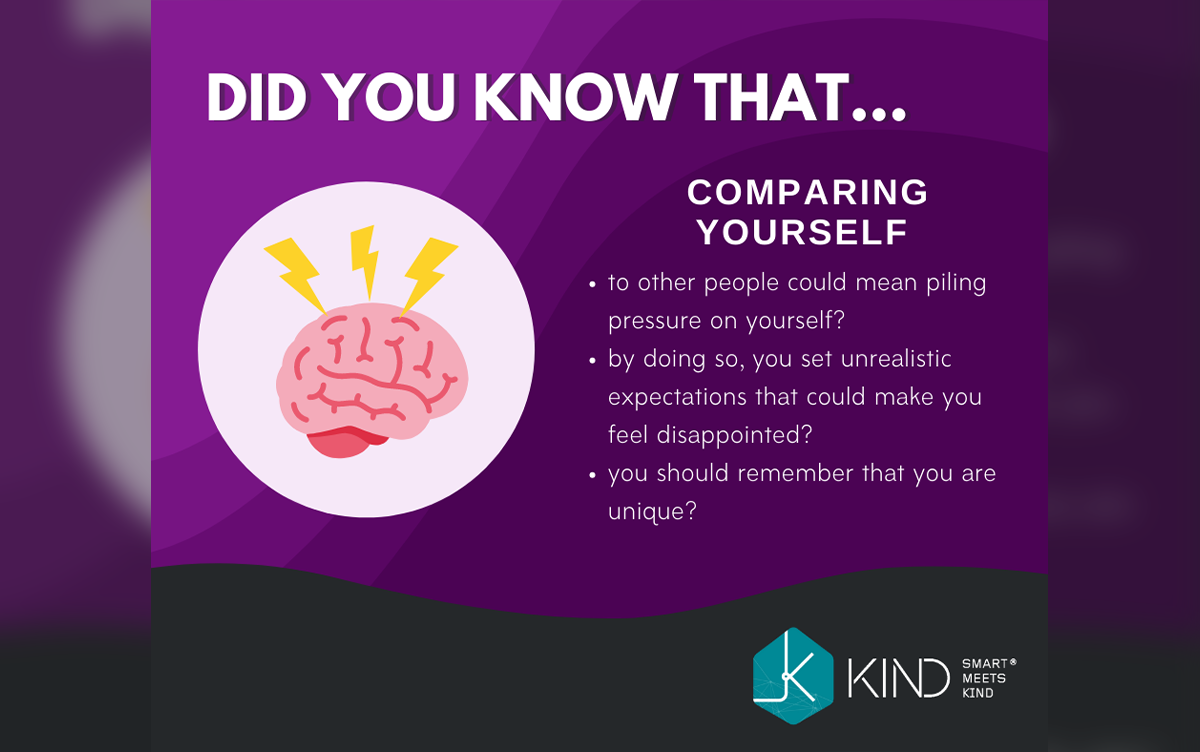 DID YOU KNOW THAT...
COMPARING
YOURSELF
• to other people could mean piling
pressure on yourself?
• by doing so, you set unrealistic
expectations that could make you
feel disappointed?
• you should remember that you are
unique?
K
KIND
SMART®
MEETS
KIND